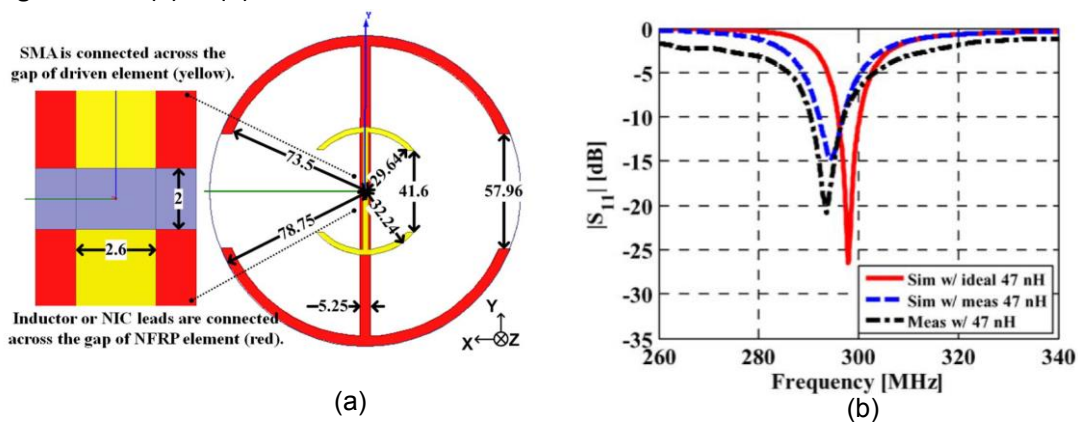 SMA is connected across the
gap of driven element (yellow).
2
2.6
Inductor or NIC leads are connected
across the gap of NFRP element (red).
Y
73.5
78.75
29.64
32.24
41.6
57.96
5.25
Y
X
Z
(a)
|S11| [dB]
0
-5
-10
-15
-20
-25
-30
-35
260
280
300
320
340
Frequency [MHz]
Sim w/ ideal 47 nH
Sim w/ meas 47 nH
Meas w/ 47 nH
(b)